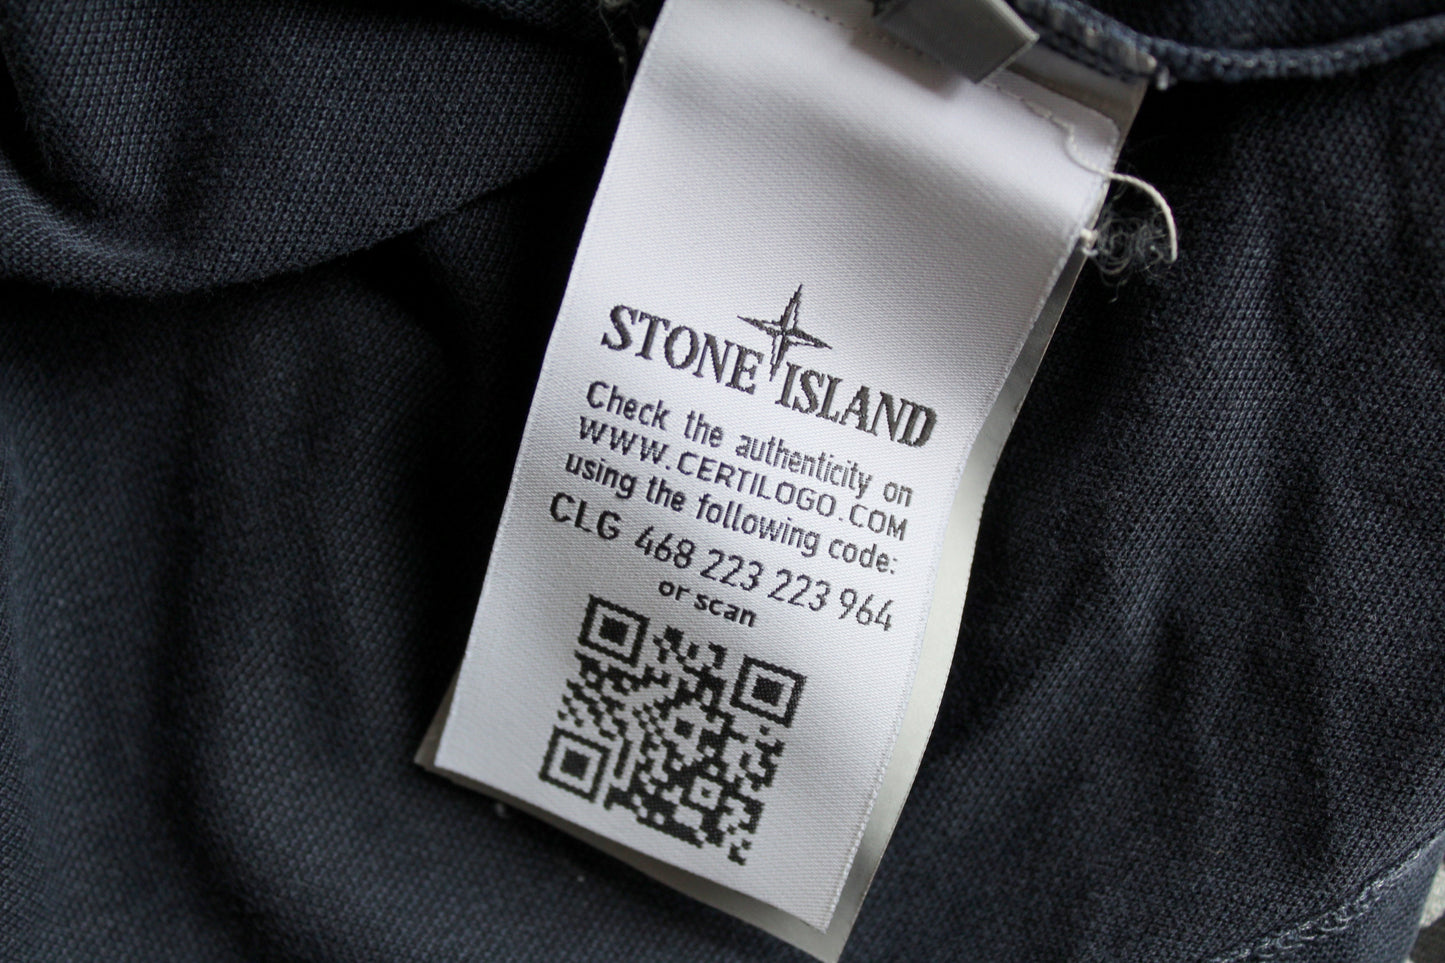 STONE ISLAND
Check the authenticity on
WWW.CERTILOGO.COM
using the following code:
CLG 468 223 223 964
or scan